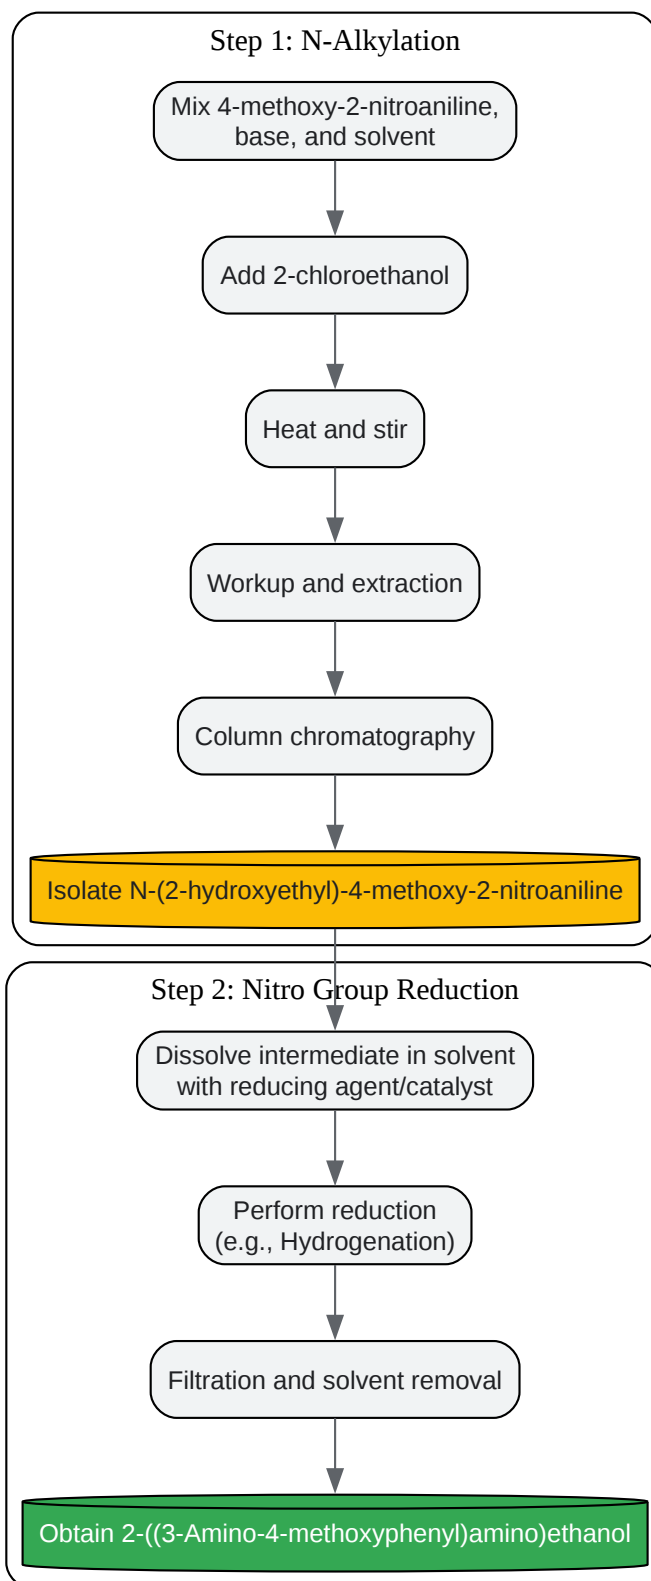 Step 1: N-Alkylation
Mix 4-methoxy-2-nitroaniline,
base, and solvent
Add 2-chloroethanol
Heat and stir
Workup and extraction
Column chromatography
Isolate N-(2-hydroxyethyl)-4-methoxy-2-nitroaniline
Step 2: Nitro Group Reduction
Dissolve intermediate in solvent
with reducing agent/catalyst
Perform reduction
(e.g., Hydrogenation)
Filtration and solvent removal
Obtain 2-((3-Amino-4-methoxyphenyl)amino)ethanol